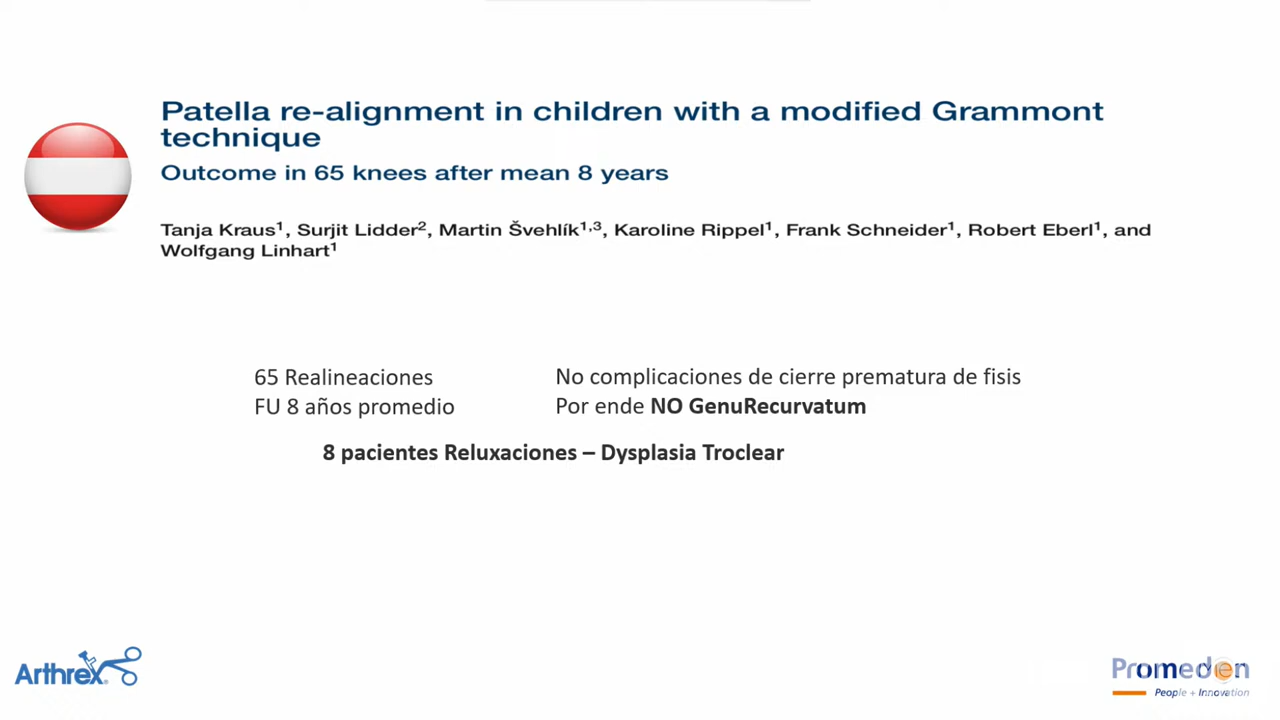 Patella re-alignment in children with a modified Grammont
technique
Outcome in 65 knees after mean 8 years
Tanja Kraus1, Surjit Lidder2, Martin Švehlík1,3, Karoline Rippel1, Frank Schneider1, Robert Eberl1, and
Wolfgang Linhart1
65 Realineaciones
FU 8 años promedio
No complicaciones de cierre prematura de fisis
Por ende NO GenuRecurvatum
8 pacientes Reluxaciones – Dysplasia Troclear
Arthrex
Promeden
People + Innovation